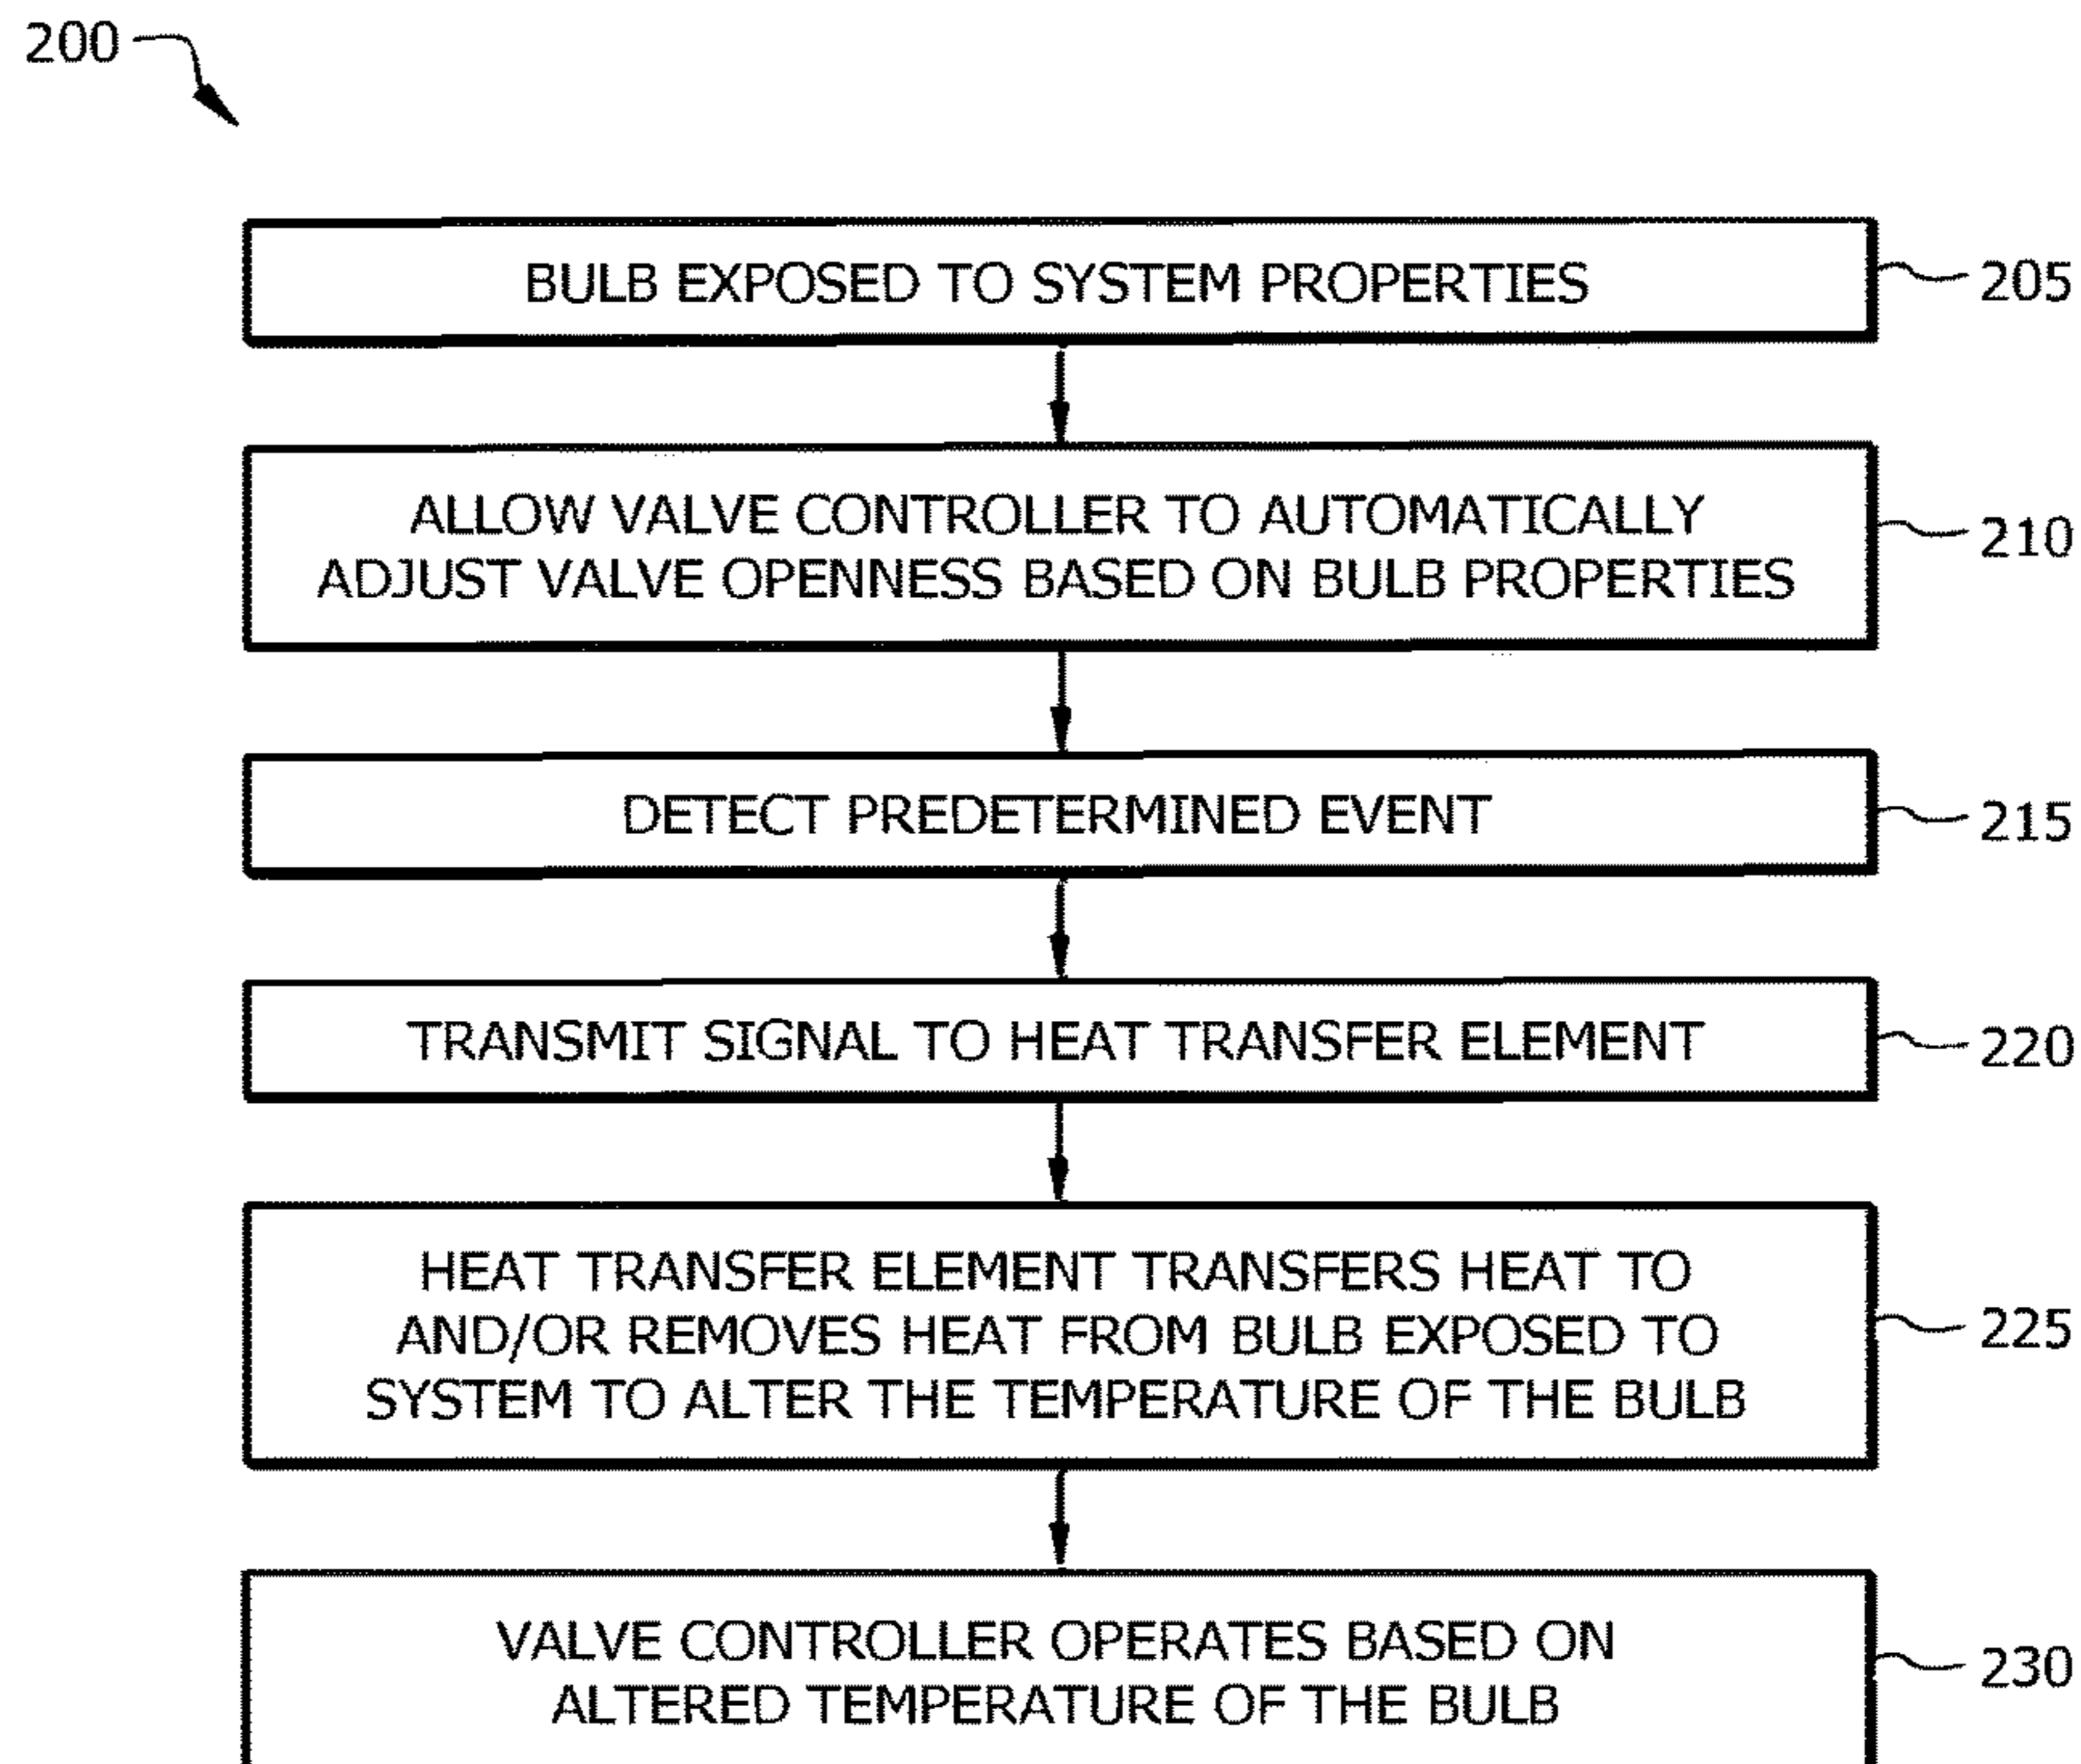 200
BULB EXPOSED TO SYSTEM PROPERTIES
205
ALLOW VALVE CONTROLLER TO AUTOMATICALLY
ADJUST VALVE OPENNESS BASED ON BULB PROPERTIES
210
DETECT PREDETERMINED EVENT
215
TRANSMIT SIGNAL TO HEAT TRANSFER ELEMENT
220
HEAT TRANSFER ELEMENT TRANSFERS HEAT TO
AND/OR REMOVES HEAT FROM BULB EXPOSED TO
SYSTEM TO ALTER THE TEMPERATURE OF THE BULB
225
VALVE CONTROLLER OPERATES BASED ON
ALTERED TEMPERATURE OF THE BULB
230